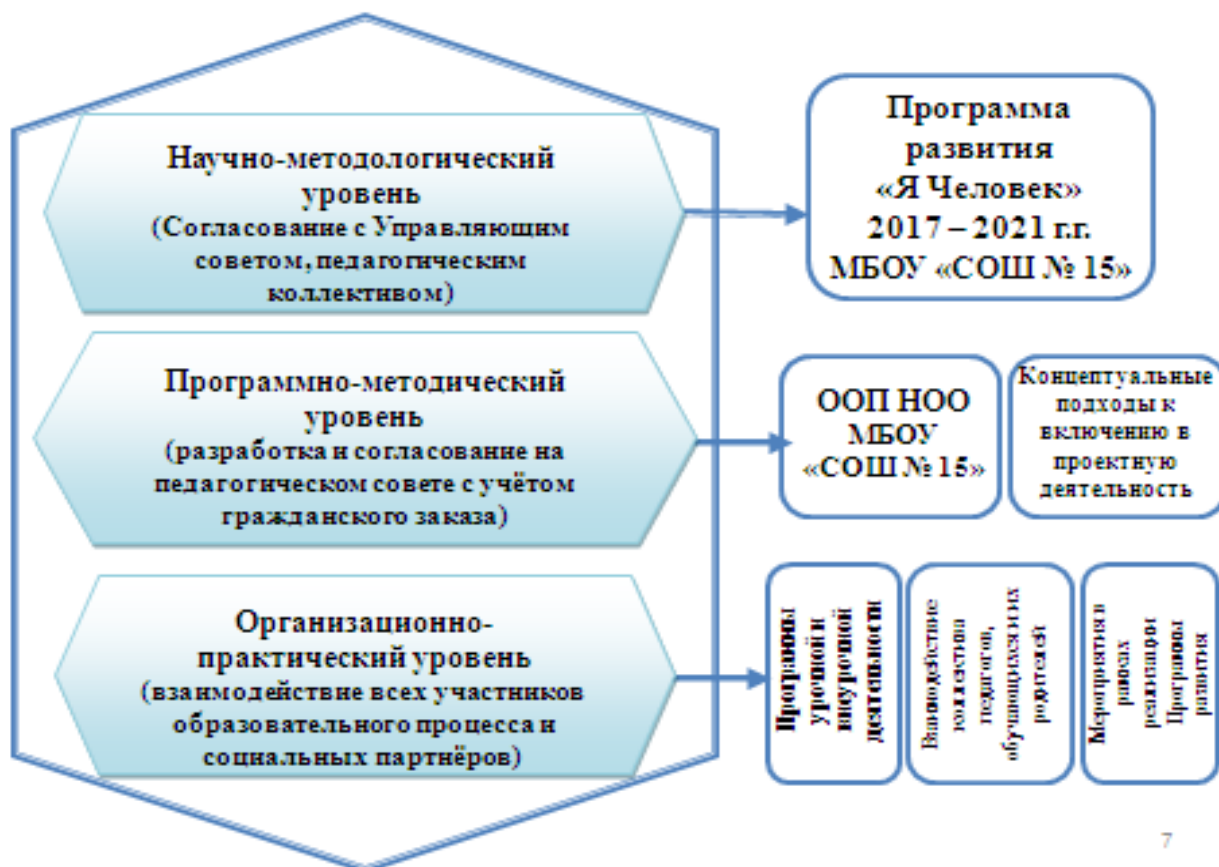 Научно-методологический
уровень
(Согласование с Управляющим
советом, педагогическим
коллективом)
Программа
развития
«Я Человек»
2017 – 2021 г.г.
МБОУ «СОШ № 15»
Программно-методический
уровень
(разработка и согласование на
педагогическом совете с учётом
гражданского заказа)
ООП НОО
МБОУ
«СОШ № 15»
Концептуальные
подходы к
включению в
проектную
деятельность
Организационно-
практический уровень
(взаимодействие всех участников
образовательного процесса и
социальных партнёров)
Программы
урочной и
внеурочной
деятельности
Взаимодействие
коллектива
педагогов,
обучающихся и их
родителей
Мероприятия в
рамках
реализации
Программы
развития
7